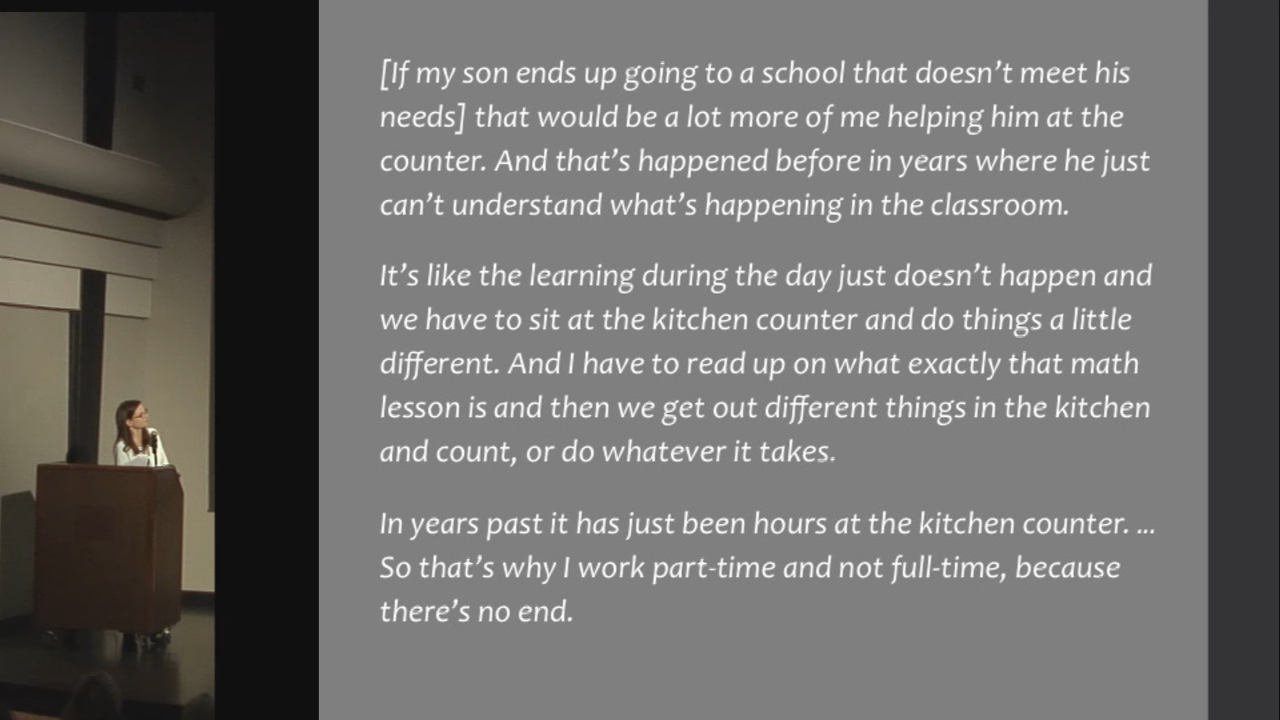 [If my son ends up going to a school that doesn’t meet his
needs] that would be a lot more of me helping him at the
counter. And that’s happened before in years where he just
can’t understand what’s happening in the classroom.
It’s like the learning during the day just doesn’t happen and
we have to sit at the kitchen counter and do things a little
different. And I have to read up on what exactly that math
lesson is and then we get out different things in the kitchen
and count, or do whatever it takes.
In years past it has just been hours at the kitchen counter. ...
So that’s why I work part-time and not full-time, because
there’s no end.